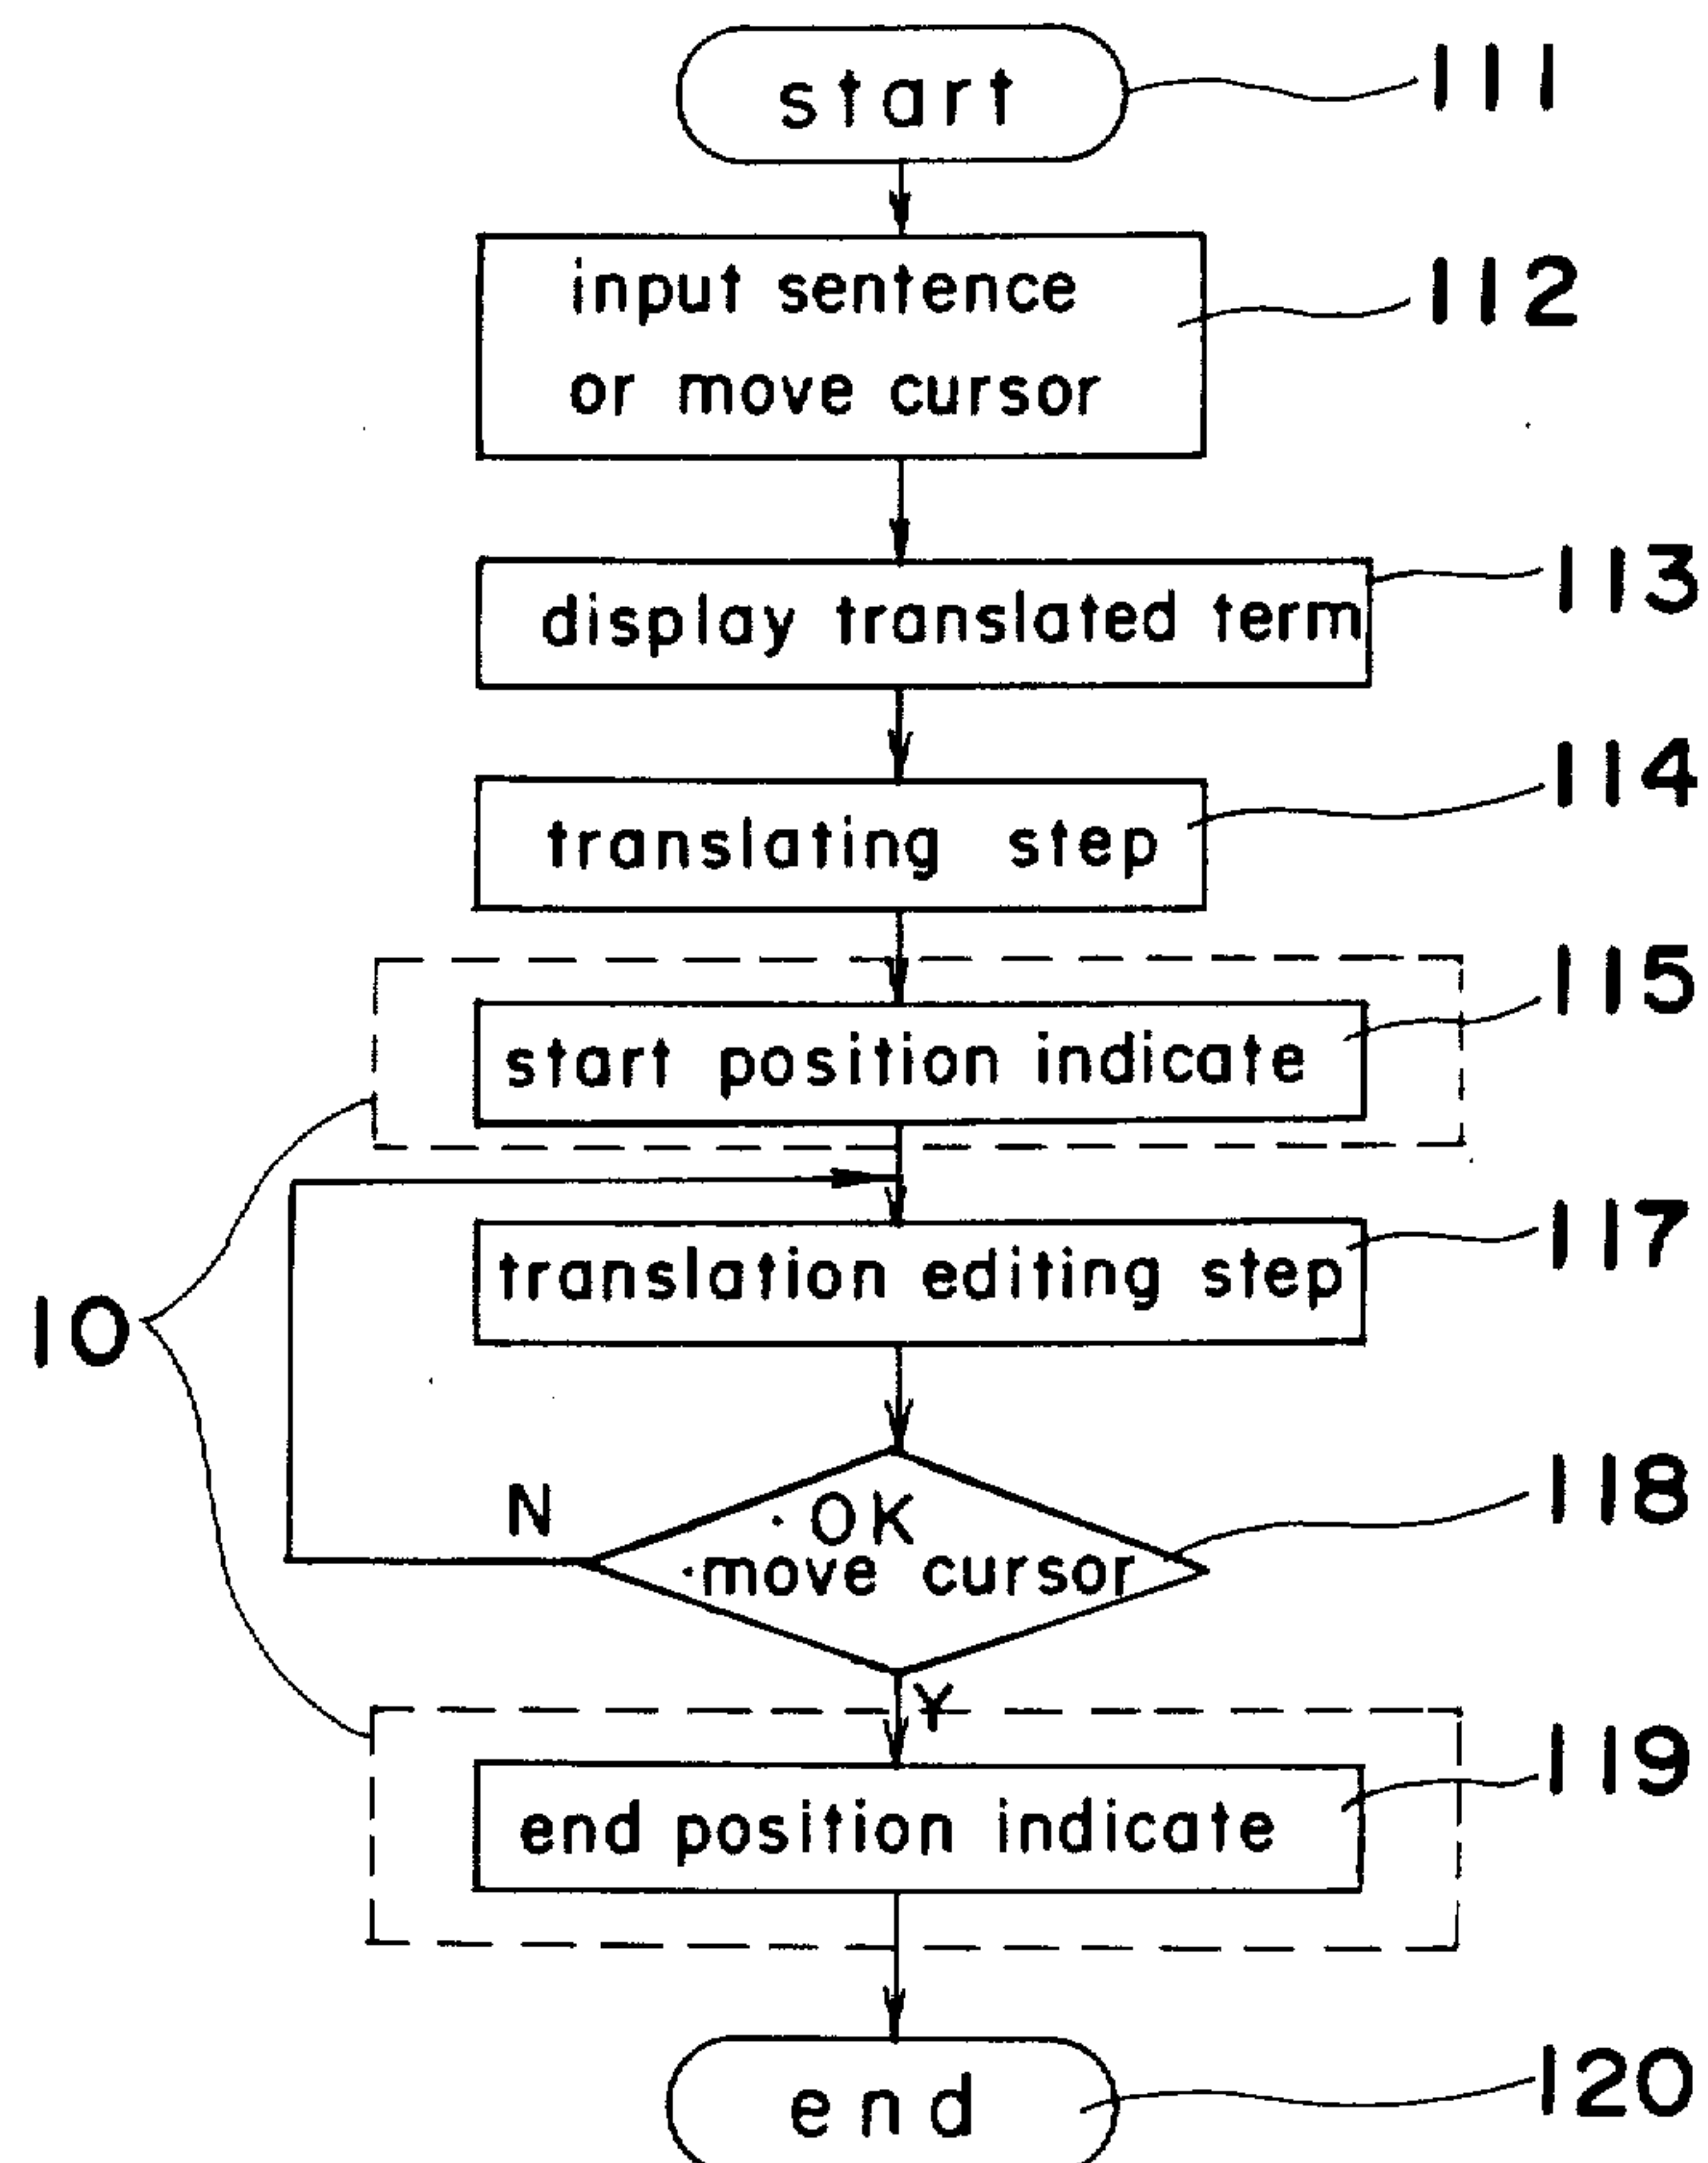 start
111
input sentence
or move cursor
112
display translated term
113
translating step
114
start position indicate
115
translation editing step
117
10
N
· OK
·move cursor
118
Y
end position indicate
119
end
120